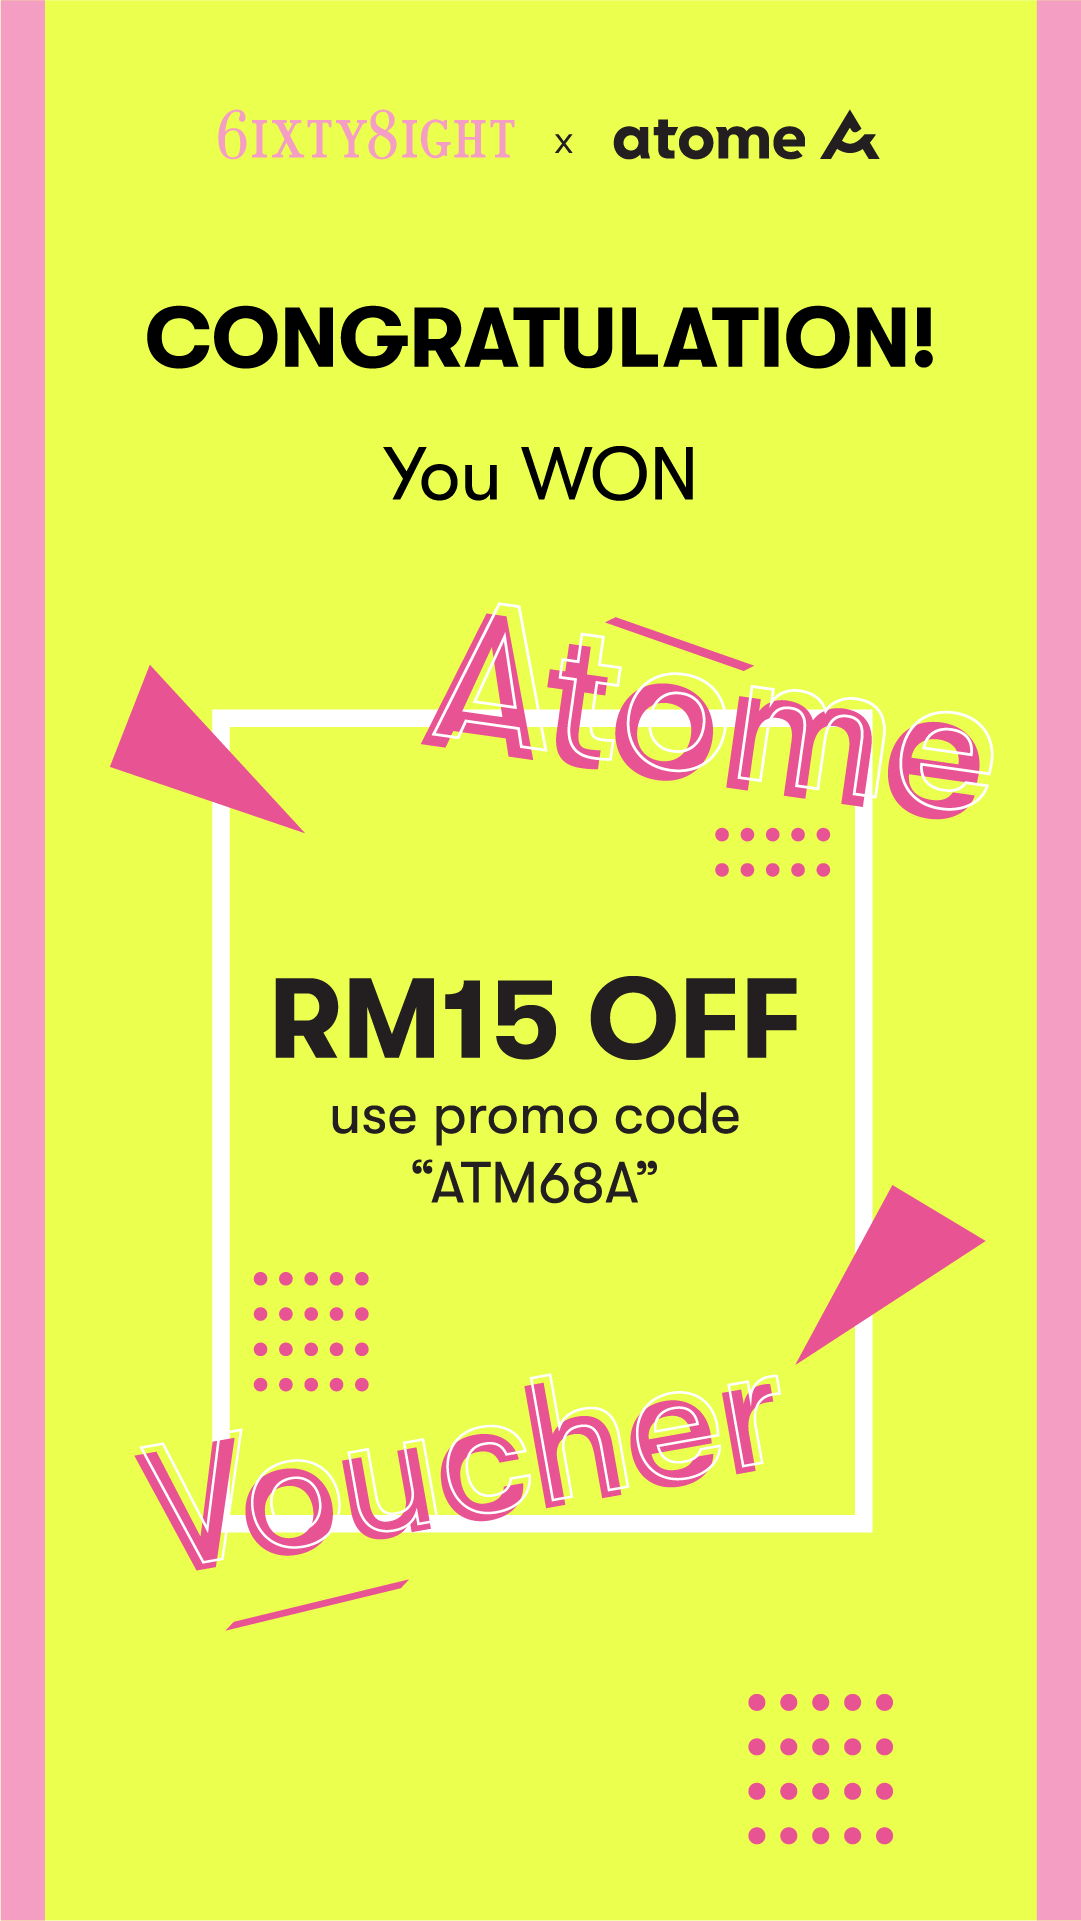 6IXTY8IGHT x atome
CONGRATULATION!
You WON
Atome
RM15 OFF
use promo code
“ATM68A”
Voucher